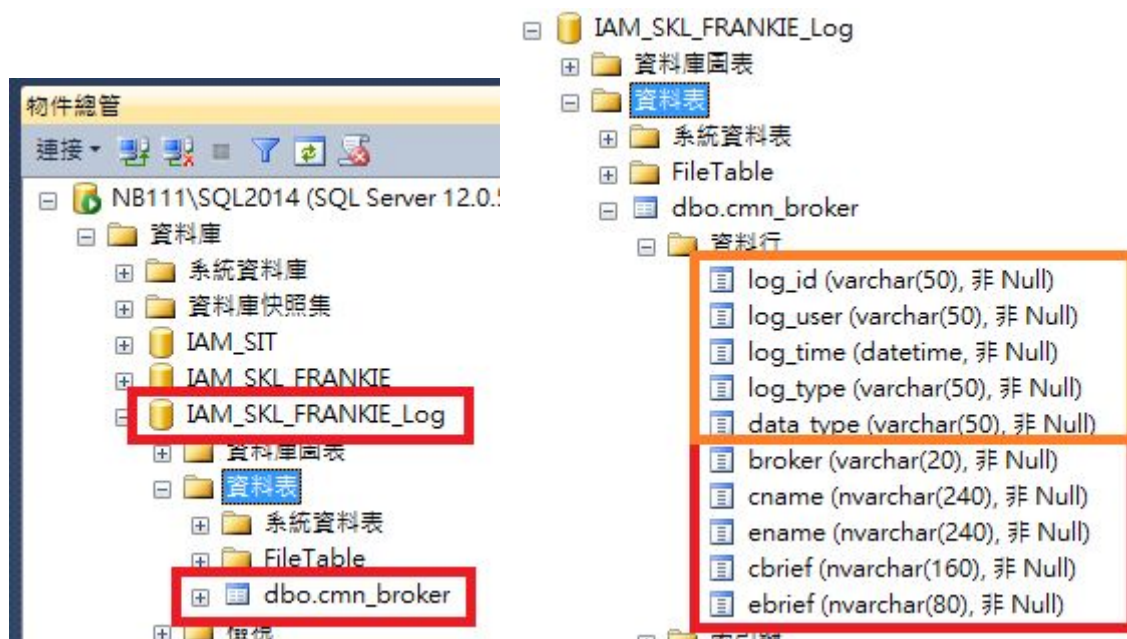 物件總管
連接
NB111\SQL2014 (SQL Server 12.0.5
資料庫
系統資料庫
資料庫快照集
IAM_SIT
IAM_SKL_FRANKIE
IAM_SKL_FRANKIE_Log
資料庫圖表
資料表
系統資料表
FileTable
dbo.cmn_broker
檢視
IAM_SKL_FRANKIE_Log
資料庫圖表
資料表
系統資料表
FileTable
dbo.cmn_broker
資料行
log_id (varchar(50), 非 Null)
log_user (varchar(50), 非 Null)
log_time (datetime, 非 Null)
log_type (varchar(50), 非 Null)
data_type (varchar(50), 非 Null)
broker (varchar(20), 非 Null)
cname (nvarchar(240), 非 Null)
ename (nvarchar(240), 非 Null)
cbrief (nvarchar(160), 非 Null)
ebrief (nvarchar(80), 非 Null)